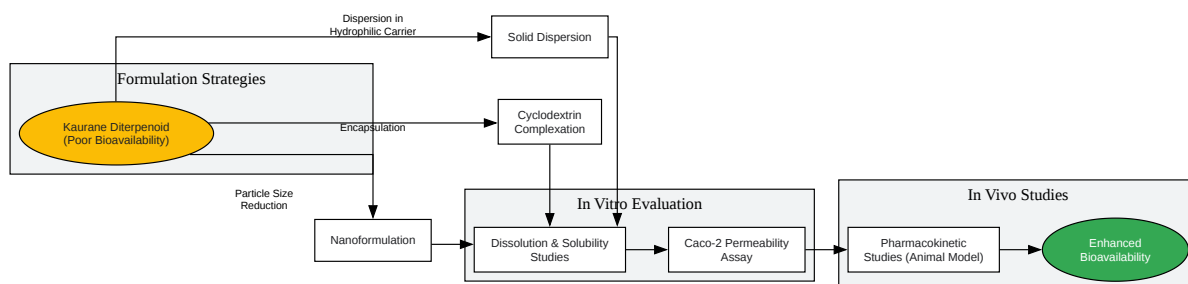 Dispersion in
Hydrophilic Carrier
Solid Dispersion
Formulation Strategies
Kaurane Diterpenoid
(Poor Bioavailability)
Encapsulation
Cyclodextrin
Complexation
Particle Size
Reduction
Nanoformulation
In Vitro Evaluation
Dissolution & Solubility
Studies
Caco-2 Permeability
Assay
In Vivo Studies
Pharmacokinetic
Studies (Animal Model)
Enhanced
Bioavailability